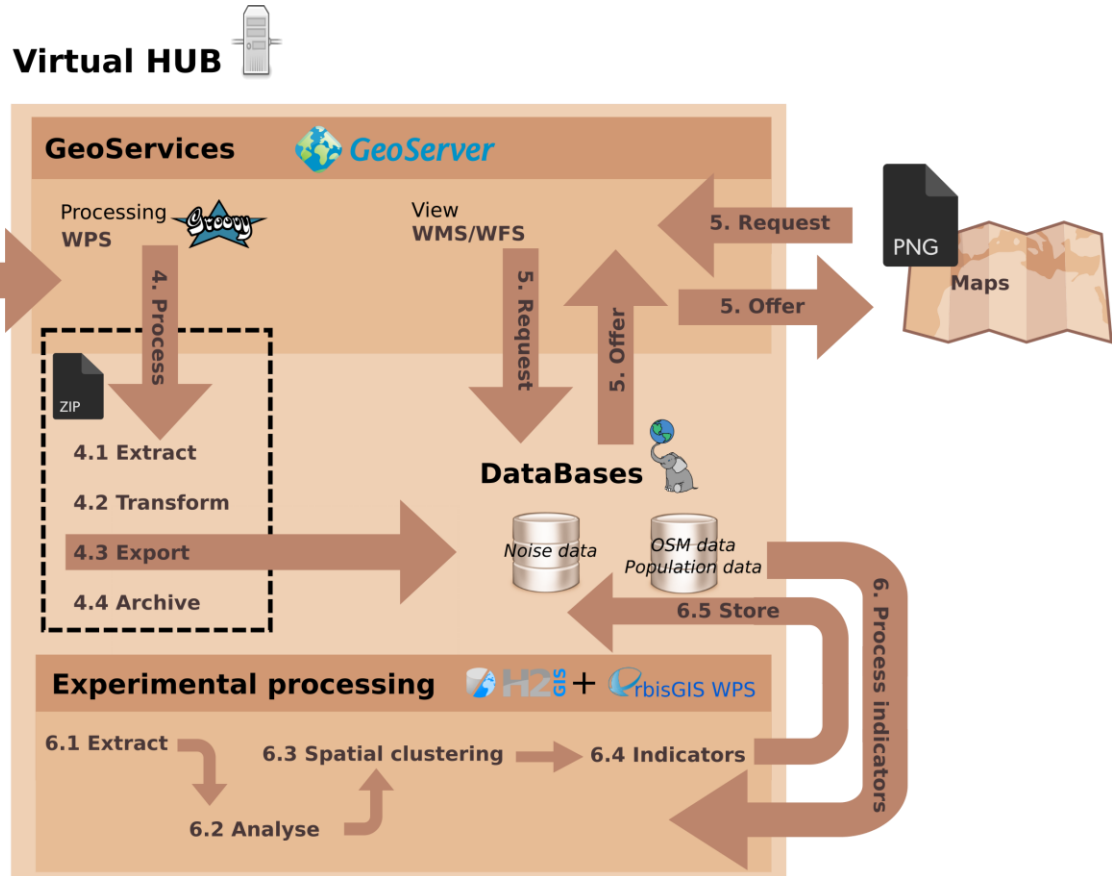 Virtual HUB
GeoServices
GeoServer
Processing
WPS
Groovy
View
WMS/WFS
5. Request
5. Offer
PNG
Maps
4. Process
5. Request
5. Offer
ZIP
4.1 Extract
4.2 Transform
4.3 Export
4.4 Archive
DataBases
Noise data
OSM data
Population data
6.5 Store
6. Process indicators
Experimental processing
H2GIS + OrbisGIS WPS
6.1 Extract
6.2 Analyse
6.3 Spatial clustering
6.4 Indicators